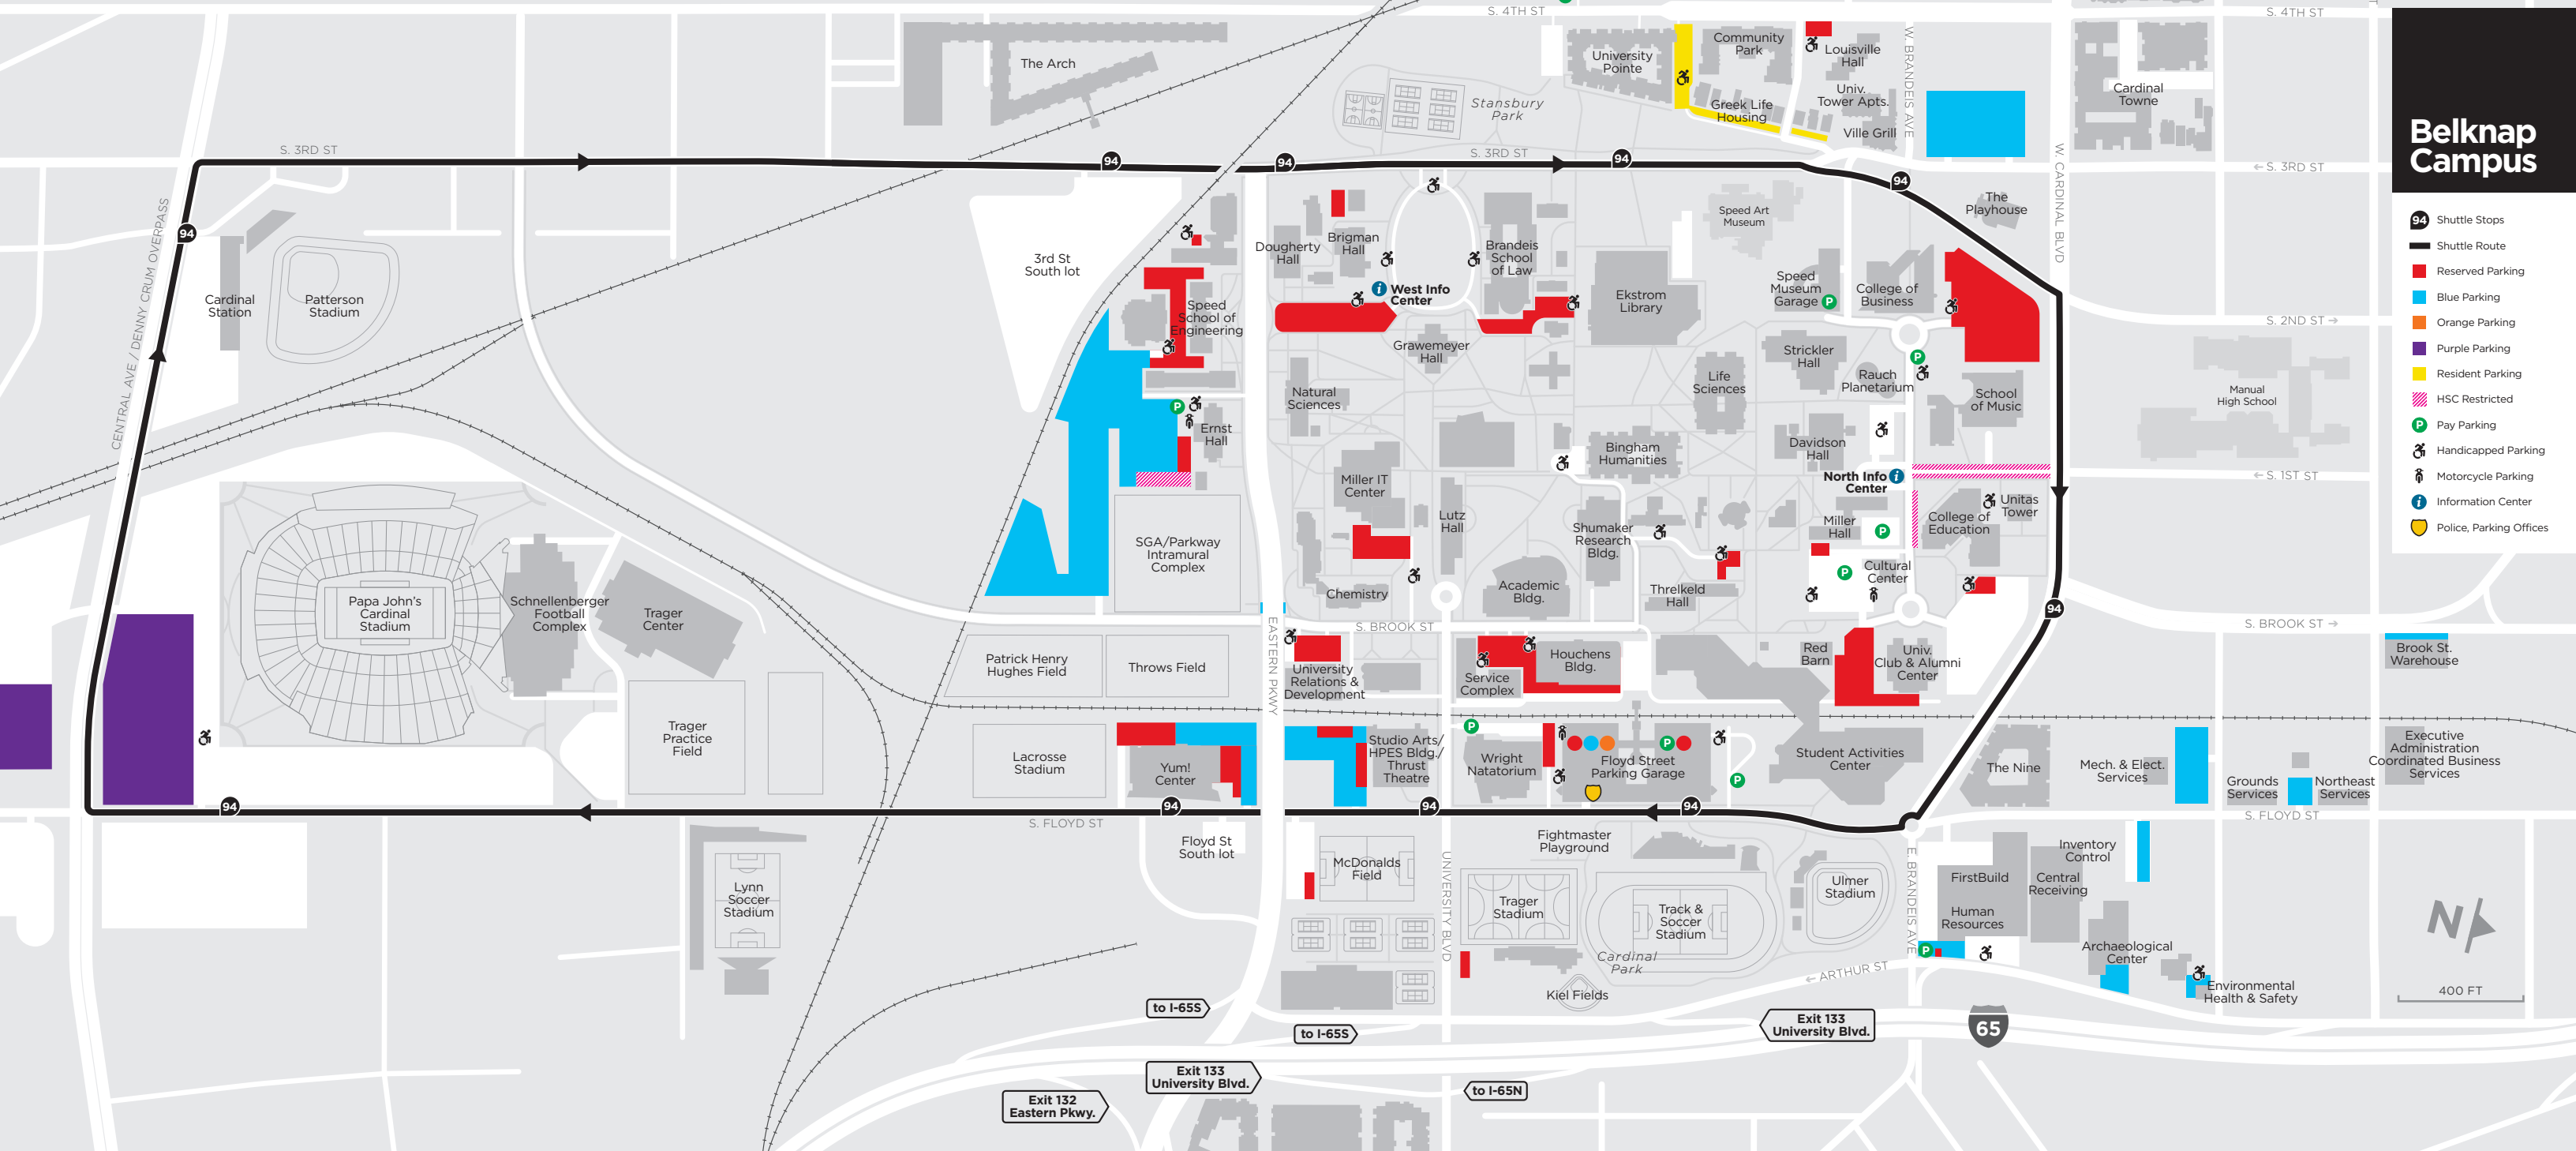 S. 4TH ST
S. 4TH ST
Belknap
Campus
94 Shuttle Stops
Shuttle Route
Reserved Parking
Blue Parking
Orange Parking
Purple Parking
Resident Parking
HSC Restricted
P Pay Parking
Handicapped Parking
Motorcycle Parking
i Information Center
Police, Parking Offices
The Arch
University
Pointe
Community
Park
Louisville
Hall
Univ.
Tower Apts.
Greek Life
Housing
Ville Grill
W. BRANDEIS AVE
Cardinal
Towne
Stansbury
Park
S. 3RD ST
94
94
S. 3RD ST
94
94
W. CARDINAL BLVD
← S. 3RD ST
CENTRAL AVE / DENNY CRUM OVERPASS
94
Cardinal
Station
Patterson
Stadium
3rd St
South lot
Speed
School of
Engineering
Dougherty
Hall
Brigman
Hall
i West Info
Center
Brandeis
School
of Law
Grawemeyer
Hall
Ekstrom
Library
Speed Art
Museum
Speed
Museum
Garage P
College of
Business
The
Playhouse
S. 2ND ST →
P
Ernst
Hall
Natural
Sciences
Life
Sciences
Strickler
Hall
Rauch
Planetarium
P
School
of Music
Manual
High School
Miller IT
Center
Lutz
Hall
Bingham
Humanities
Davidson
Hall
North Info
Center i
← S. 1ST ST
Shumaker
Research
Bldg.
Miller
Hall
P
College of
Education
Unitas
Tower
SGA/Parkway
Intramural
Complex
Chemistry
Academic
Bldg.
Threlkeld
Hall
P
Cultural
Center
94
Papa John's
Cardinal
Stadium
Schnellenberger
Football
Complex
Trager
Center
S. BROOK ST
S. BROOK ST →
EASTERN PKWY
Patrick Henry
Hughes Field
Throws Field
University
Relations &
Development
Service
Complex
Houchens
Bldg.
Red
Barn
Univ.
Club & Alumni
Center
Brook St.
Warehouse
Trager
Practice
Field
Lacrosse
Stadium
Yum!
Center
Studio Arts/
HPES Bldg./
Thrust
Theatre
P
Wright
Natatorium
P
Floyd Street
Parking Garage
P
Student Activities
Center
The Nine
Mech. & Elect.
Services
Grounds
Services
Northeast
Services
Executive
Administration
Coordinated Business
Services
94
94
94
94
S. FLOYD ST
S. FLOYD ST
Floyd St
South lot
Lynn
Soccer
Stadium
McDonalds
Field
UNIVERSITY BLVD
Fightmaster
Playground
Trager
Stadium
Track &
Soccer
Stadium
Ulmer
Stadium
E. BRANDEIS AVE
FirstBuild
Human
Resources
Central
Receiving
Inventory
Control
P
Archaeological
Center
Environmental
Health & Safety
Cardinal
Park
Kiel Fields
← ARTHUR ST
N
400 FT
to I-65S
to I-65S
Exit 133
University Blvd.
65
Exit 133
University Blvd.
Exit 132
Eastern Pkwy.
to I-65N